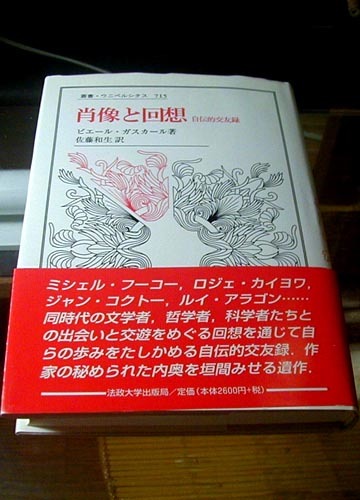 叢書・ウニベルシタス 715
肖像と回想 自伝的交友録
ピエール・ガスカール著
佐藤和生訳
ミシェル・フーコー，ロジェ・カイヨワ，
ジャン・コクトー，ルイ・アラゴン……
同時代の文学者，哲学者，科学者たちと
の出会いと交遊をめぐる回想を通じて自
らの歩みをたしかめる自伝的交友録．作
家の秘められた内奥を垣間みせる遺作．
法政大学出版局／定価（本体2600円+税）